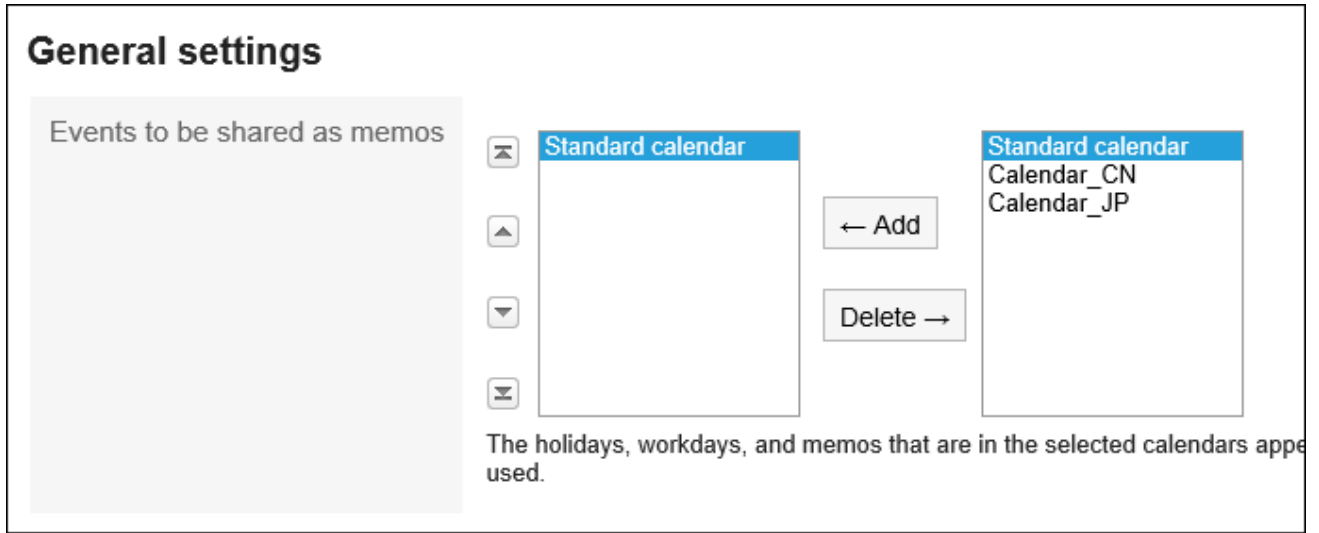 General settings
Events to be shared as memos
Standard calendar
← Add
Delete →
Standard calendar
Calendar_CN
Calendar_JP
The holidays, workdays, and memos that are in the selected calendars appe
used.